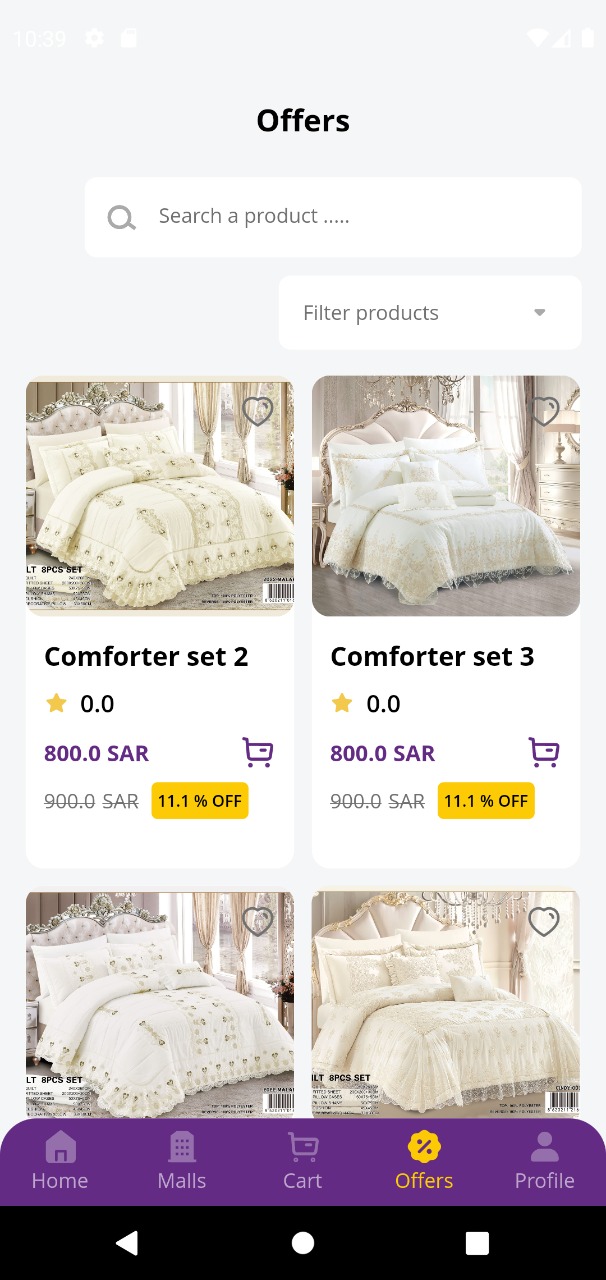 10:39
Offers
Search a product .....
Filter products
LT 8PCS SET
Comforter set 2
0.0
800.0 SAR
900.0 SAR 11.1 % OFF
Comforter set 3
0.0
800.0 SAR
900.0 SAR 11.1 % OFF
LT 8PCS SET
LT 8PCS SET
Home
Malls
Cart
Offers
Profile